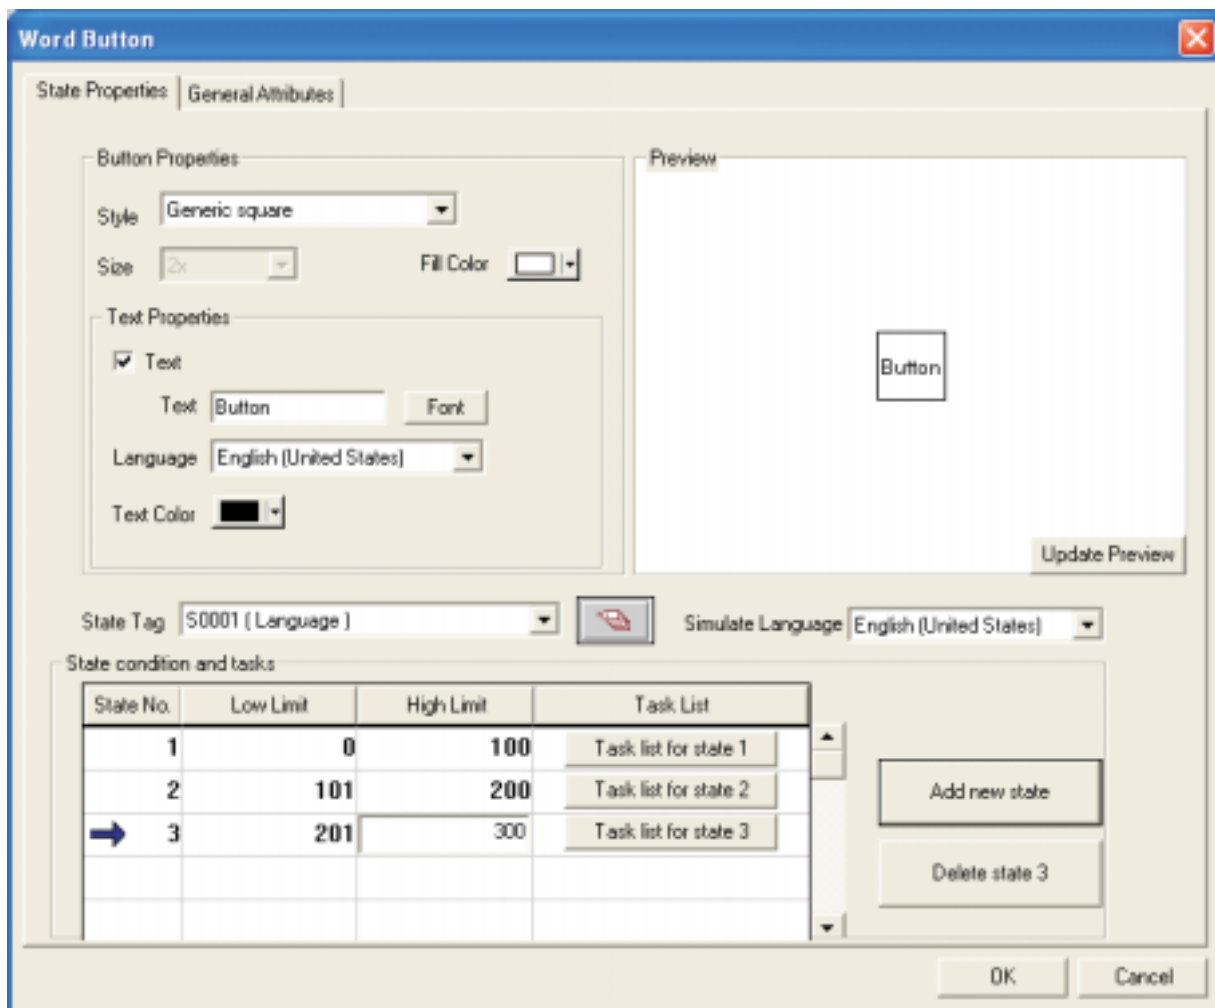 Word Button
State Properties
General Attributes
Button Properties
Style
Generic square
Size
2x
Fill Color
Text Properties
Text
Text
Button
Font
Language
English (United States)
Text Color
Preview
Button
Update Preview
State Tag
S0001 ( Language )
Simulate Language
English (United States)
State condition and tasks
State No. Low Limit High Limit Task List
1 0 100 Task list for state 1
2 101 200 Task list for state 2
3 201 300 Task list for state 3
Add new state
Delete state 3
OK
Cancel